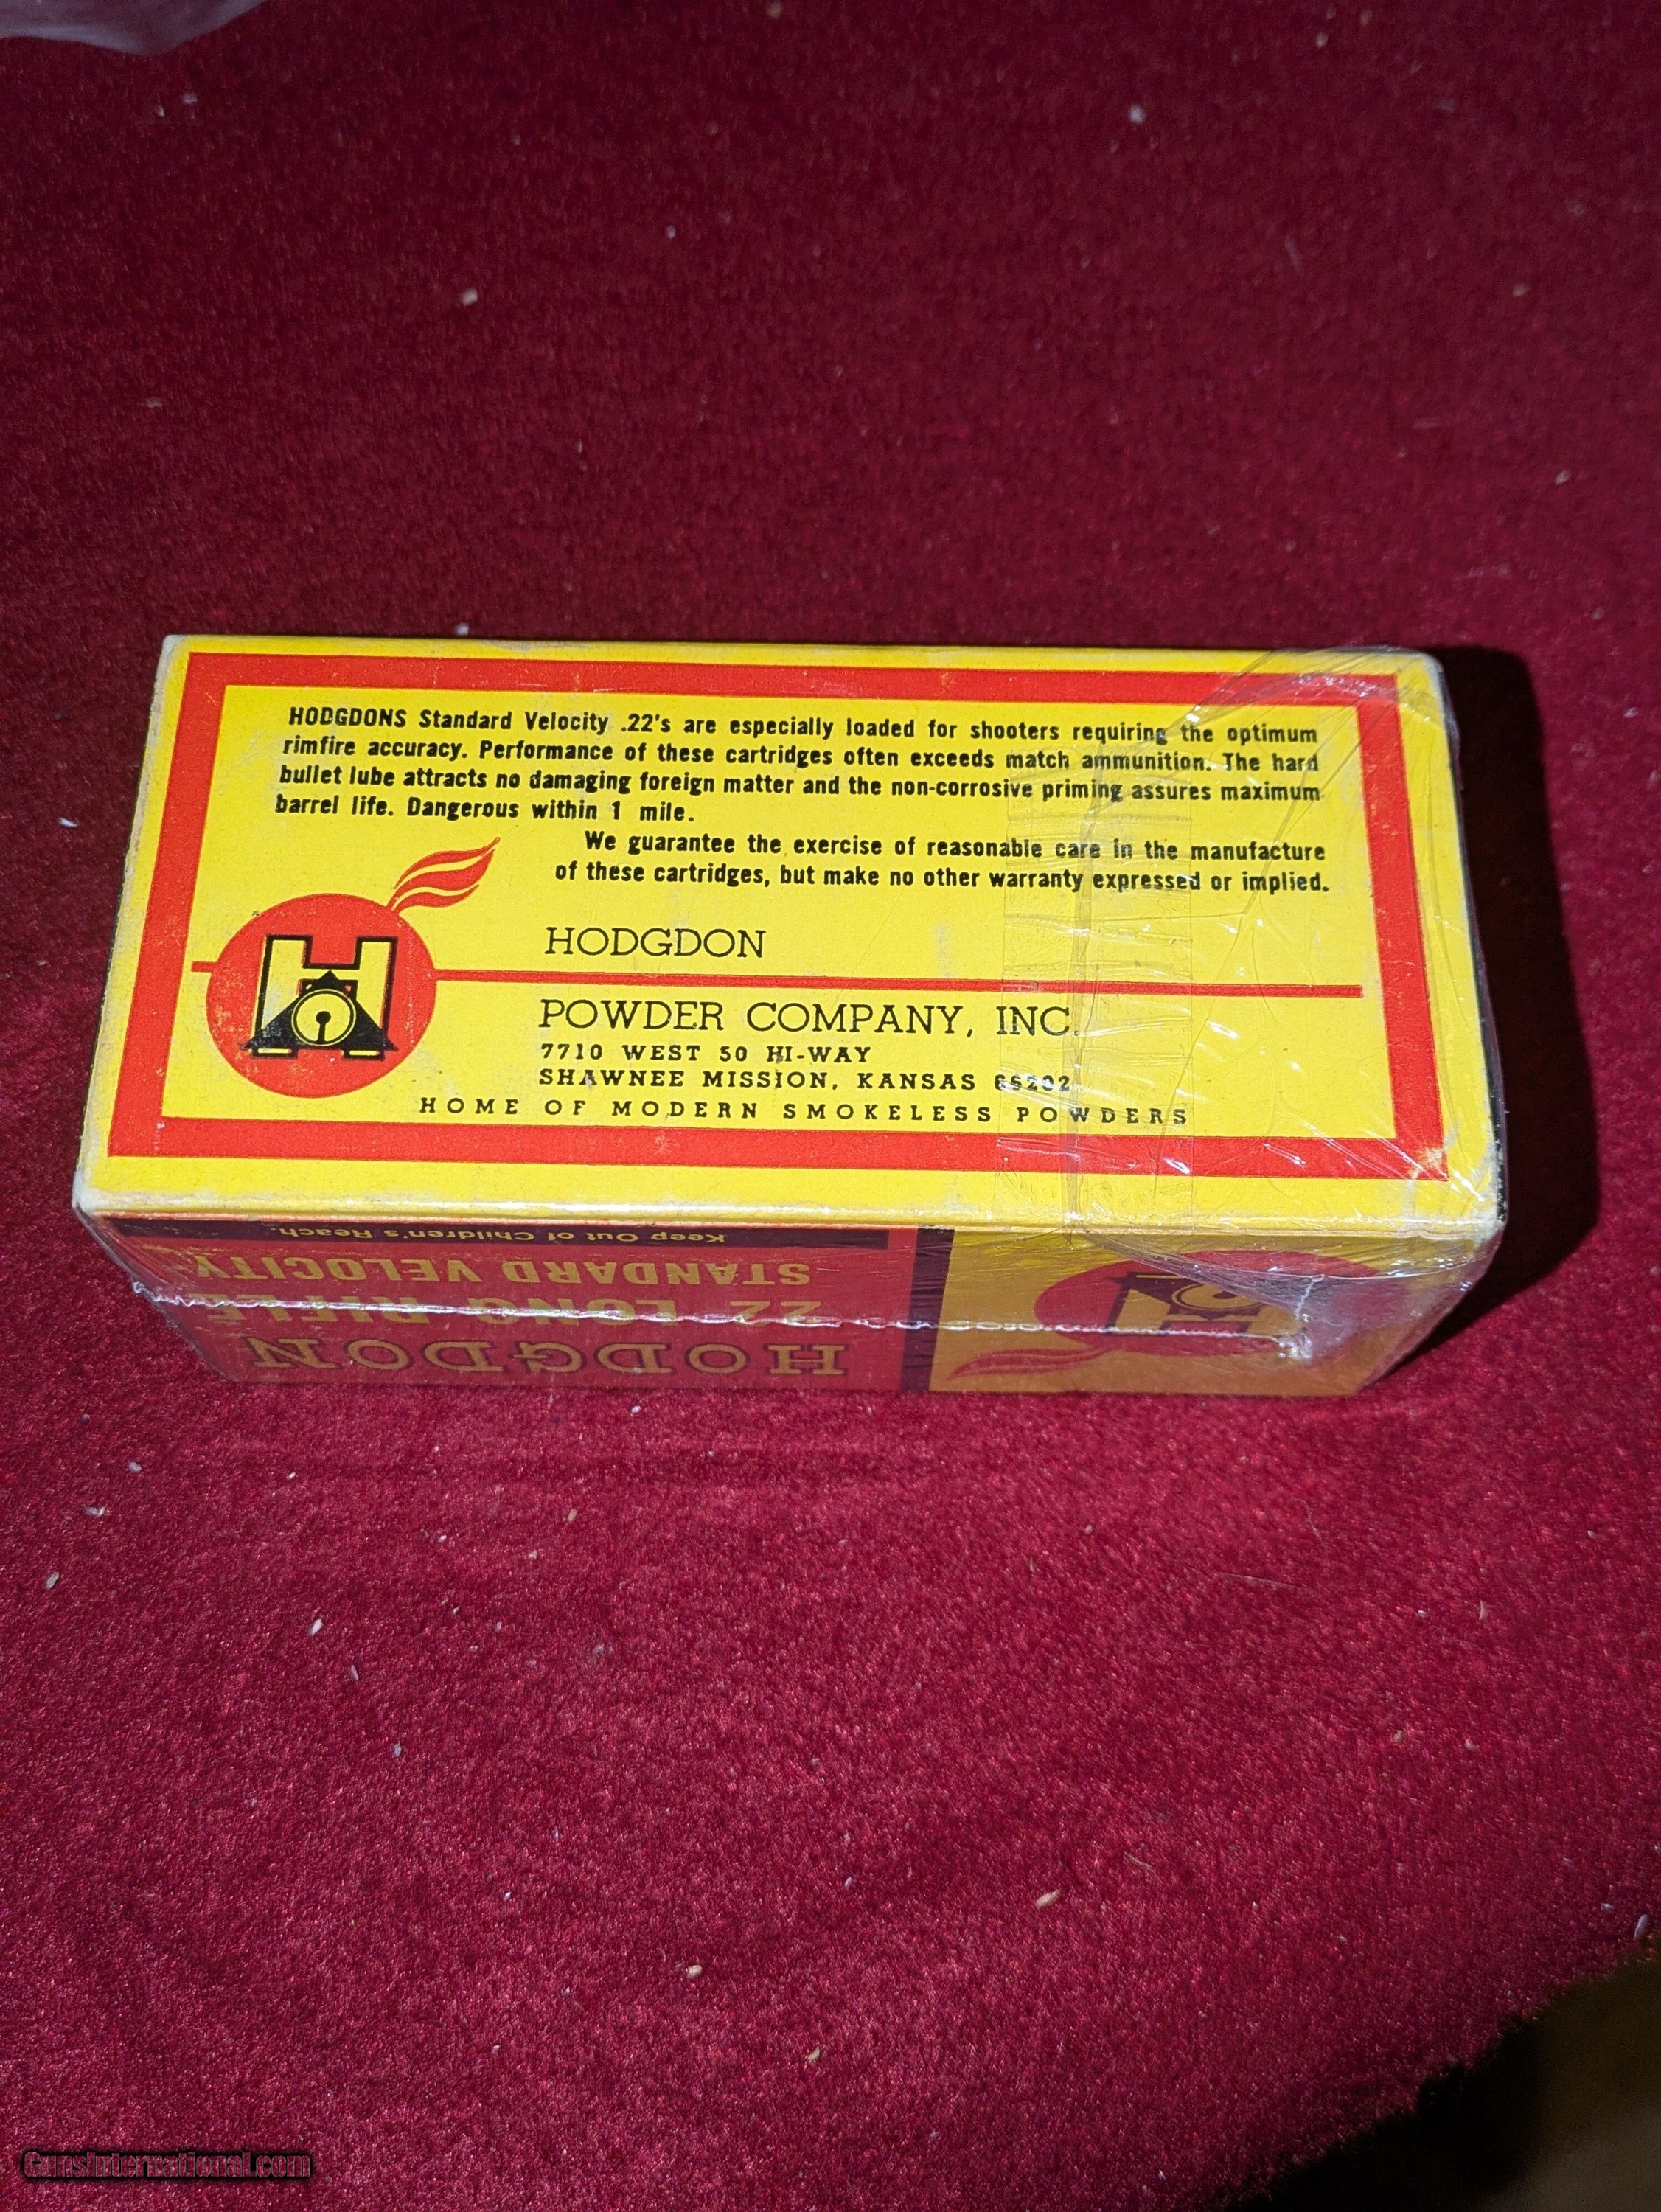 HODGDONS Standard Velocity .22's are especially loaded for shooters requiring the optimum
rimfire accuracy. Performance of these cartridges often exceeds match ammunition. The hard
bullet lube attracts no damaging foreign matter and the non-corrosive priming assures maximum
barrel life. Dangerous within 1 mile.
We guarantee the exercise of reasonable care in the manufacture
of these cartridges, but make no other warranty expressed or implied.
HODGDON
POWDER COMPANY, INC.
7710 WEST 50 HI-WAY
SHAWNEE MISSION, KANSAS 66202
HOME OF MODERN SMOKELESS POWDERS
H
Keep Out of Children's Reach.
STANDARD VELOCITY
22 LONG RIFLE
HODGDON
H
GunsInternational.com